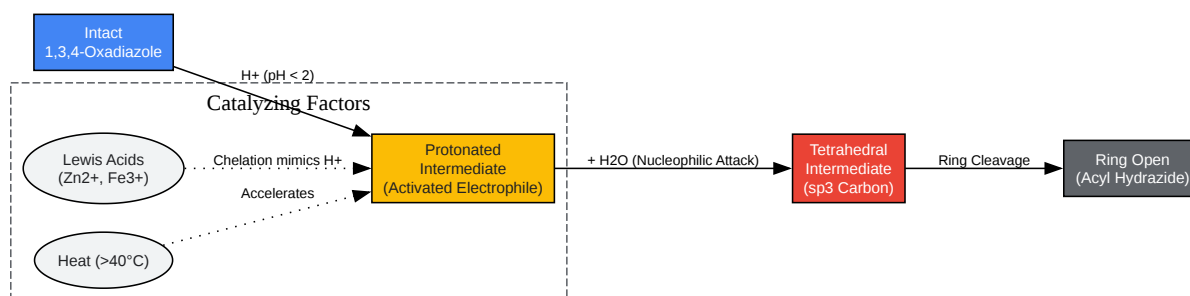 Intact
1,3,4-Oxadiazole
H+ (pH < 2)
Catalyzing Factors
Lewis Acids
(Zn2+, Fe3+)
Chelation mimics H+
Accelerates
Heat (>40°C)
Protonated
Intermediate
(Activated Electrophile)
+ H2O (Nucleophilic Attack)
Tetrahedral
Intermediate
(sp3 Carbon)
Ring Cleavage
Ring Open
(Acyl Hydrazide)